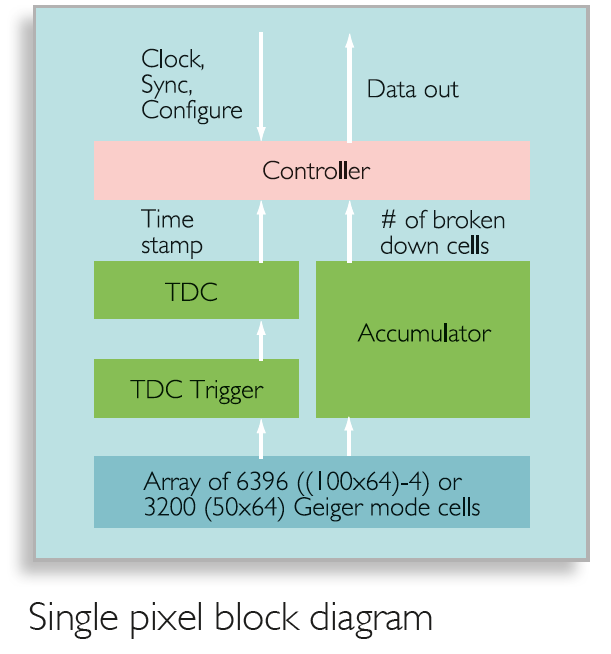 Clock,
Sync,
Configure
Data out
Controller
Time
stamp
# of broken
down cells
TDC
Accumulator
TDC Trigger
Array of 6396 ((100x64)-4) or
3200 (50x64) Geiger mode cells
Single pixel block diagram